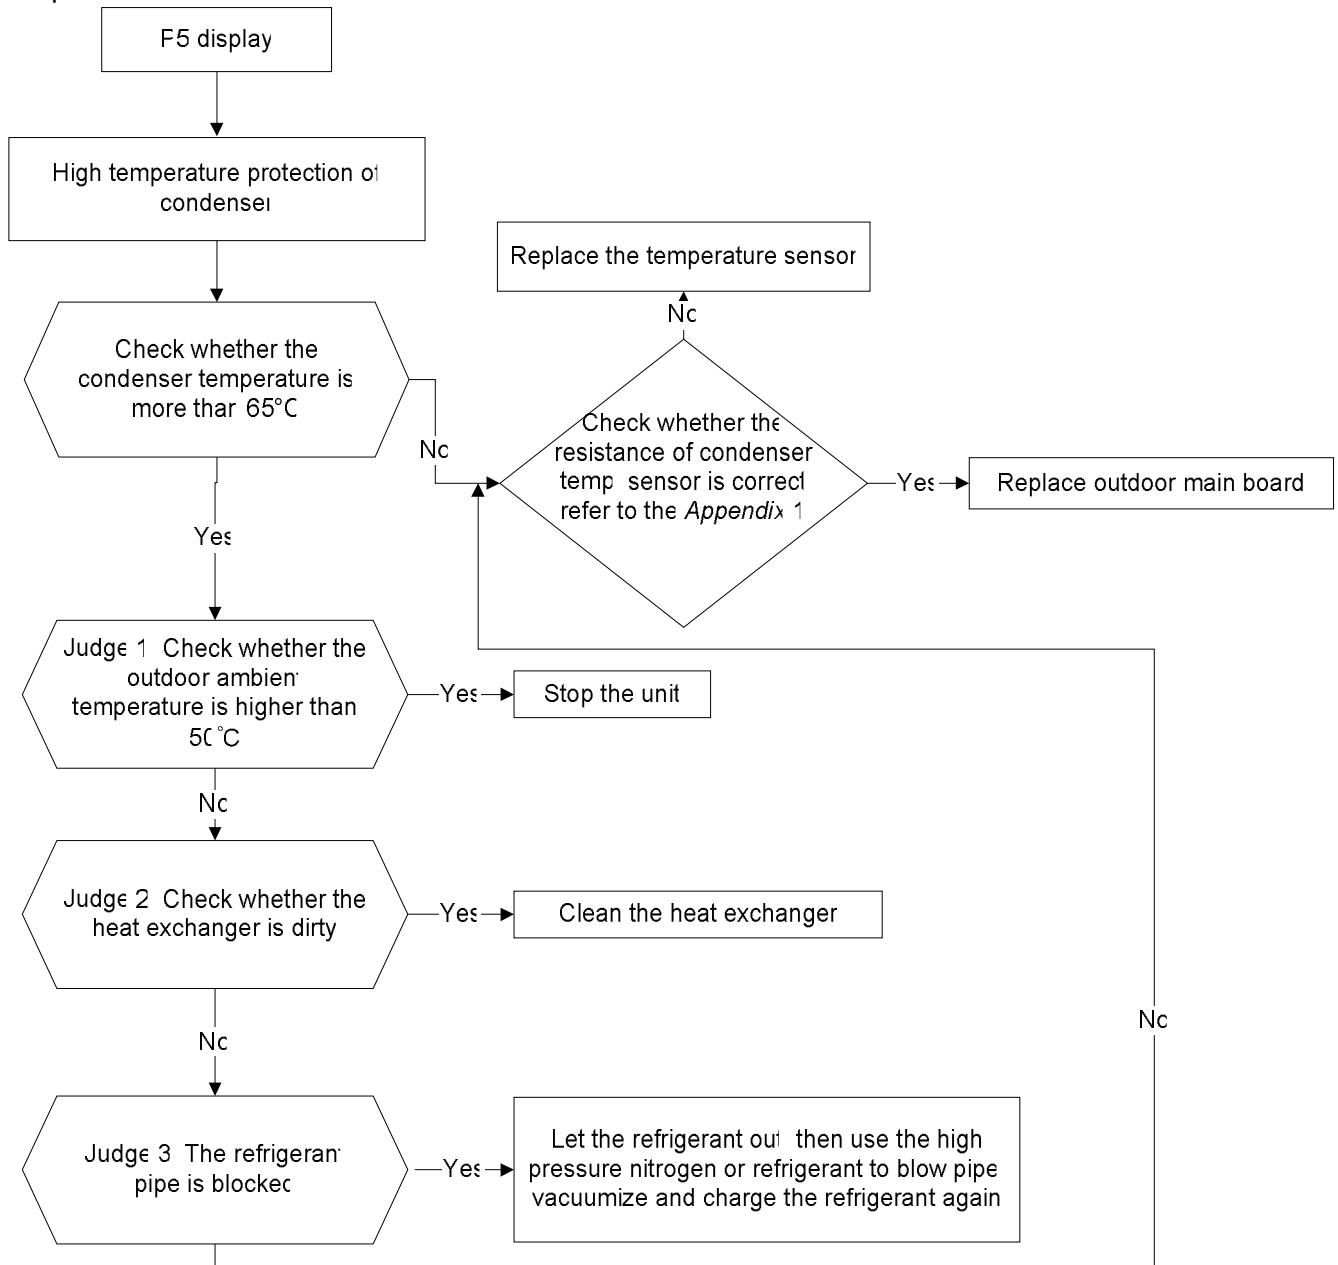 F5 display
High temperature protection of
condenser
Replace the temperature sensor
No
Check whether the
condenser temperature is
more than 65°C
No
Check whether the
resistance of condenser
temp sensor is correct
refer to the Appendix 1
Yes
Replace outdoor main board
Yes
Judge 1 Check whether the
outdoor ambient
temperature is higher than
50°C
Yes
Stop the unit
No
Judge 2 Check whether the
heat exchanger is dirty
Yes
Clean the heat exchanger
No
No
Judge 3 The refrigerant
pipe is blocked
Yes
Let the refrigerant out then use the high
pressure nitrogen or refrigerant to blow pipe
vacuumize and charge the refrigerant again